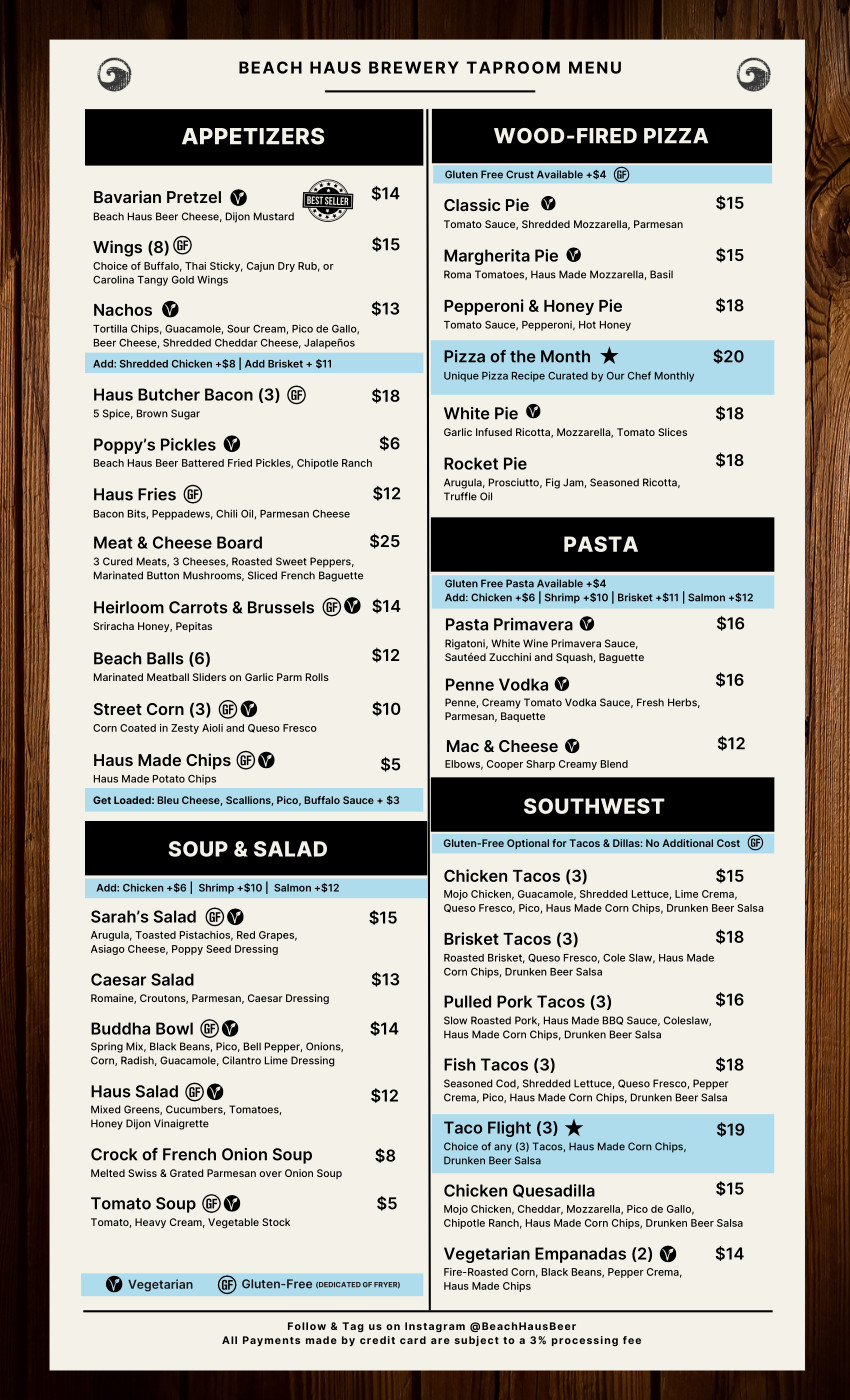 BEACH HAUS BREWERY TAPROOM MENU
APPETIZERS
Bavarian Pretzel V BEST SELLER $14
Beach Haus Beer Cheese, Dijon Mustard
Wings (8) GF $15
Choice of Buffalo, Thai Sticky, Cajun Dry Rub, or
Carolina Tangy Gold Wings
Nachos V $13
Tortilla Chips, Guacamole, Sour Cream, Pico de Gallo,
Beer Cheese, Shredded Cheddar Cheese, Jalapeños
Add: Shredded Chicken +$8 | Add Brisket + $11
Haus Butcher Bacon (3) GF $18
5 Spice, Brown Sugar
Poppy's Pickles V $6
Beach Haus Beer Battered Fried Pickles, Chipotle Ranch
Haus Fries GF $12
Bacon Bits, Peppadews, Chili Oil, Parmesan Cheese
Meat & Cheese Board $25
3 Cured Meats, 3 Cheeses, Roasted Sweet Peppers,
Marinated Button Mushrooms, Sliced French Baguette
Heirloom Carrots & Brussels GF V $14
Sriracha Honey, Pepitas
Beach Balls (6) $12
Marinated Meatball Sliders on Garlic Parm Rolls
Street Corn (3) GF V $10
Corn Coated in Zesty Aioli and Queso Fresco
Haus Made Chips GF V $5
Haus Made Potato Chips
Get Loaded: Bleu Cheese, Scallions, Pico, Buffalo Sauce + $3
SOUP & SALAD
Add: Chicken +$6 | Shrimp +$10 | Salmon +$12
Sarah's Salad GF V $15
Arugula, Toasted Pistachios, Red Grapes,
Asiago Cheese, Poppy Seed Dressing
Caesar Salad $13
Romaine, Croutons, Parmesan, Caesar Dressing
Buddha Bowl GF V $14
Spring Mix, Black Beans, Pico, Bell Pepper, Onions,
Corn, Radish, Guacamole, Cilantro Lime Dressing
Haus Salad GF V $12
Mixed Greens, Cucumbers, Tomatoes,
Honey Dijon Vinaigrette
Crock of French Onion Soup $8
Melted Swiss & Grated Parmesan over Onion Soup
Tomato Soup GF V $5
Tomato, Heavy Cream, Vegetable Stock
V Vegetarian GF Gluten-Free (DEDICATED GF FRYER)
WOOD-FIRED PIZZA
Gluten Free Crust Available +$4 GF
Classic Pie V $15
Tomato Sauce, Shredded Mozzarella, Parmesan
Margherita Pie V $15
Roma Tomatoes, Haus Made Mozzarella, Basil
Pepperoni & Honey Pie $18
Tomato Sauce, Pepperoni, Hot Honey
Pizza of the Month ★ $20
Unique Pizza Recipe Curated by Our Chef Monthly
White Pie V $18
Garlic Infused Ricotta, Mozzarella, Tomato Slices
Rocket Pie $18
Arugula, Prosciutto, Fig Jam, Seasoned Ricotta,
Truffle Oil
PASTA
Gluten Free Pasta Available +$4
Add: Chicken +$6 | Shrimp +$10 | Brisket +$11 | Salmon +$12
Pasta Primavera V $16
Rigatoni, White Wine Primavera Sauce,
Sautéed Zucchini and Squash, Baguette
Penne Vodka V $16
Penne, Creamy Tomato Vodka Sauce, Fresh Herbs,
Parmesan, Baquette
Mac & Cheese V $12
Elbows, Cooper Sharp Creamy Blend
SOUTHWEST
Gluten-Free Optional for Tacos & Dillas: No Additional Cost GF
Chicken Tacos (3) $15
Mojo Chicken, Guacamole, Shredded Lettuce, Lime Crema,
Queso Fresco, Pico, Haus Made Corn Chips, Drunken Beer Salsa
Brisket Tacos (3) $18
Roasted Brisket, Queso Fresco, Cole Slaw, Haus Made
Corn Chips, Drunken Beer Salsa
Pulled Pork Tacos (3) $16
Slow Roasted Pork, Haus Made BBQ Sauce, Coleslaw,
Haus Made Corn Chips, Drunken Beer Salsa
Fish Tacos (3) $18
Seasoned Cod, Shredded Lettuce, Queso Fresco, Pepper
Crema, Pico, Haus Made Corn Chips, Drunken Beer Salsa
Taco Flight (3) ★ $19
Choice of any (3) Tacos, Haus Made Corn Chips,
Drunken Beer Salsa
Chicken Quesadilla $15
Mojo Chicken, Cheddar, Mozzarella, Pico de Gallo,
Chipotle Ranch, Haus Made Corn Chips, Drunken Beer Salsa
Vegetarian Empanadas (2) V $14
Fire-Roasted Corn, Black Beans, Pepper Crema,
Haus Made Chips
Follow & Tag us on Instagram @BeachHausBeer
All Payments made by credit card are subject to a 3% processing fee